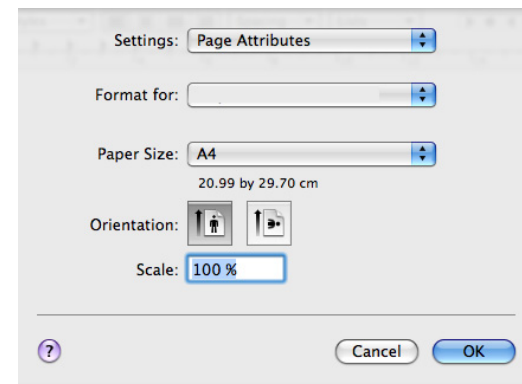 Settings: Page Attributes
Format for:
Paper Size: A4
20.99 by 29.70 cm
Orientation:
Scale: 100 %
? Cancel OK